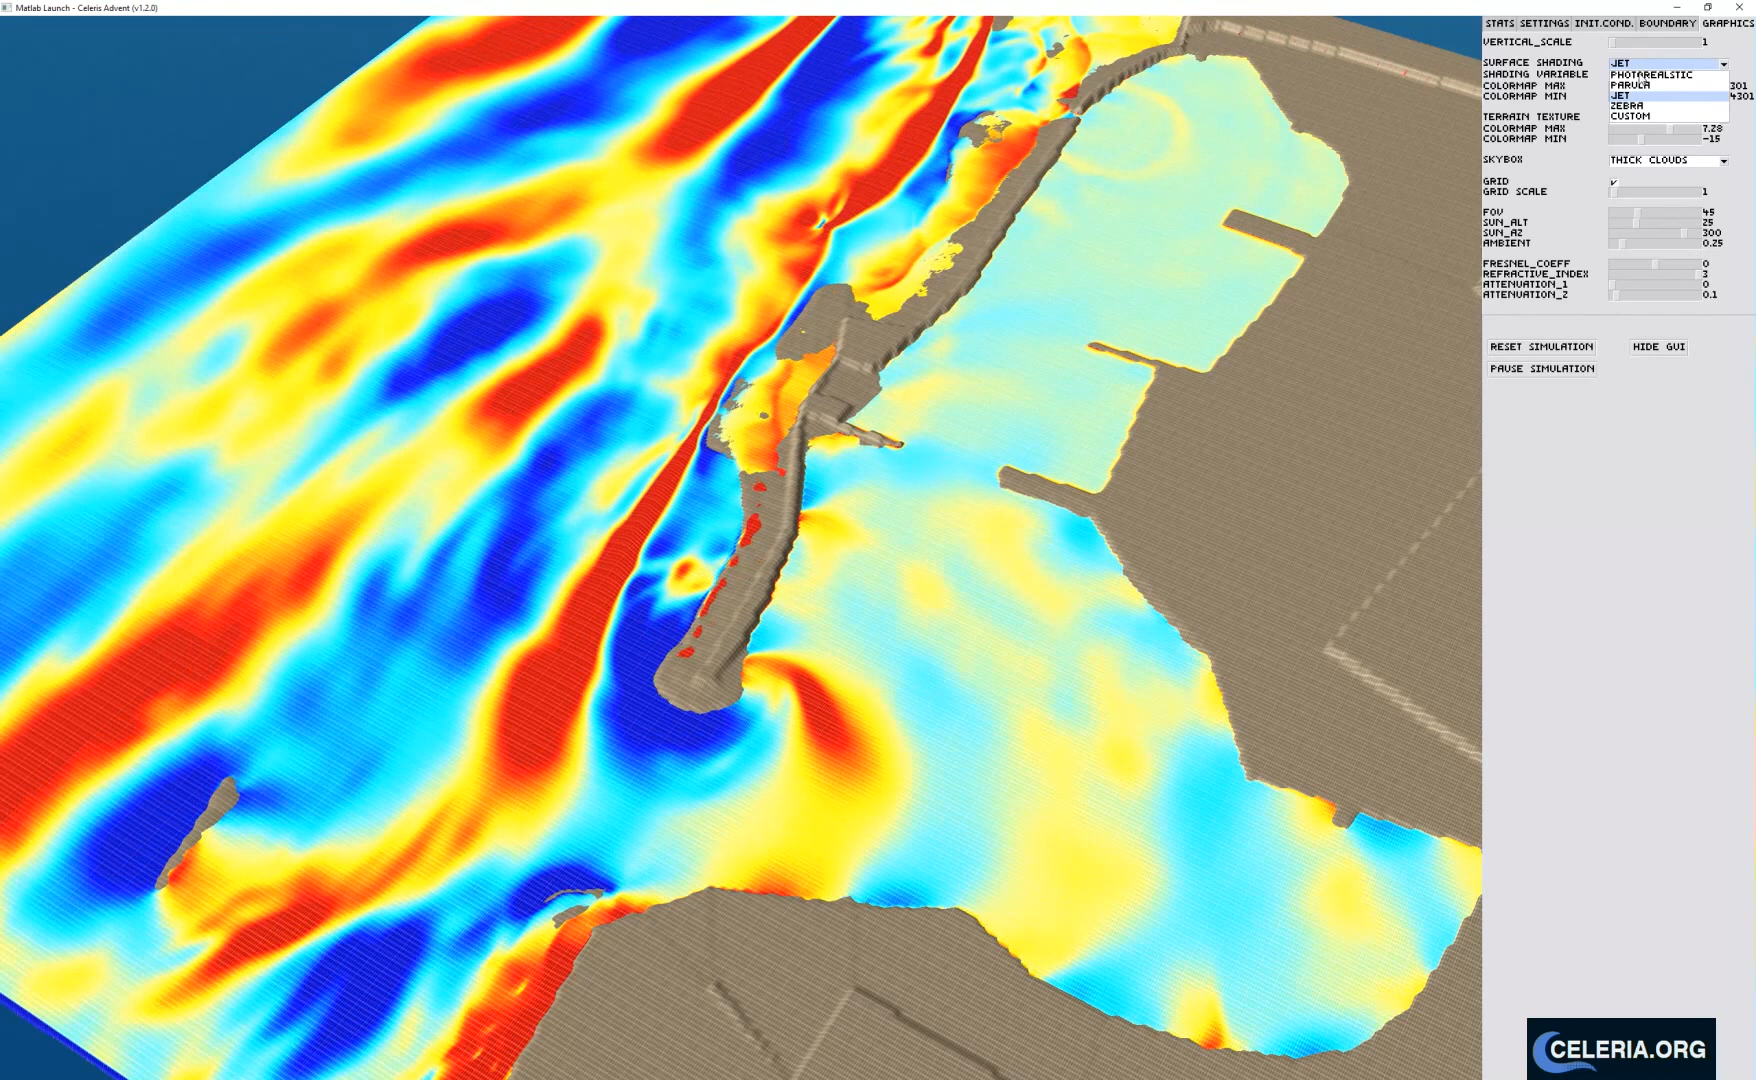 Matlab Launch - Celeris Advent (v1.2.0)
STATS SETTINGS INIT.COND. BOUNDARY GRAPHICS
VERTICAL_SCALE 1
SURFACE SHADING JET
SHADING VARIABLE PHOTOREALSTIC
COLORMAP MAX PARULA 301
COLORMAP MIN JET 4301
ZEBRA
TERRAIN TEXTURE CUSTOM
COLORMAP MAX 7.28
COLORMAP MIN -15
SKYBOX THICK CLOUDS
GRID
GRID SCALE 1
FOV 45
SUN_ALT 25
SUN_AZ 300
AMBIENT 0.25
FRESNEL_COEFF 0
REFRACTIVE_INDEX 3
ATTENUATION_1 0
ATTENUATION_2 0.1
RESET SIMULATION HIDE GUI
PAUSE SIMULATION
CELERIA.ORG